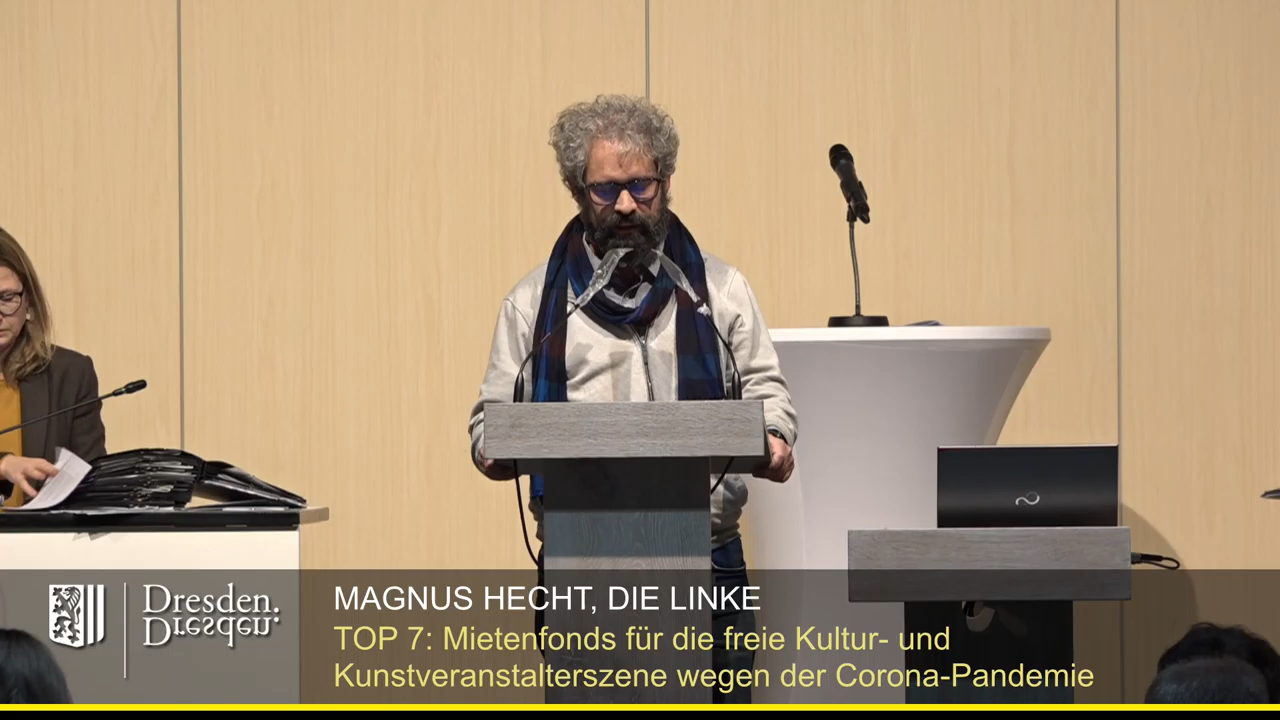 Dresden.
Dresden.
MAGNUS HECHT, DIE LINKE
TOP 7: Mietenfonds für die freie Kultur- und
Kunstveranstalterszene wegen der Corona-Pandemie